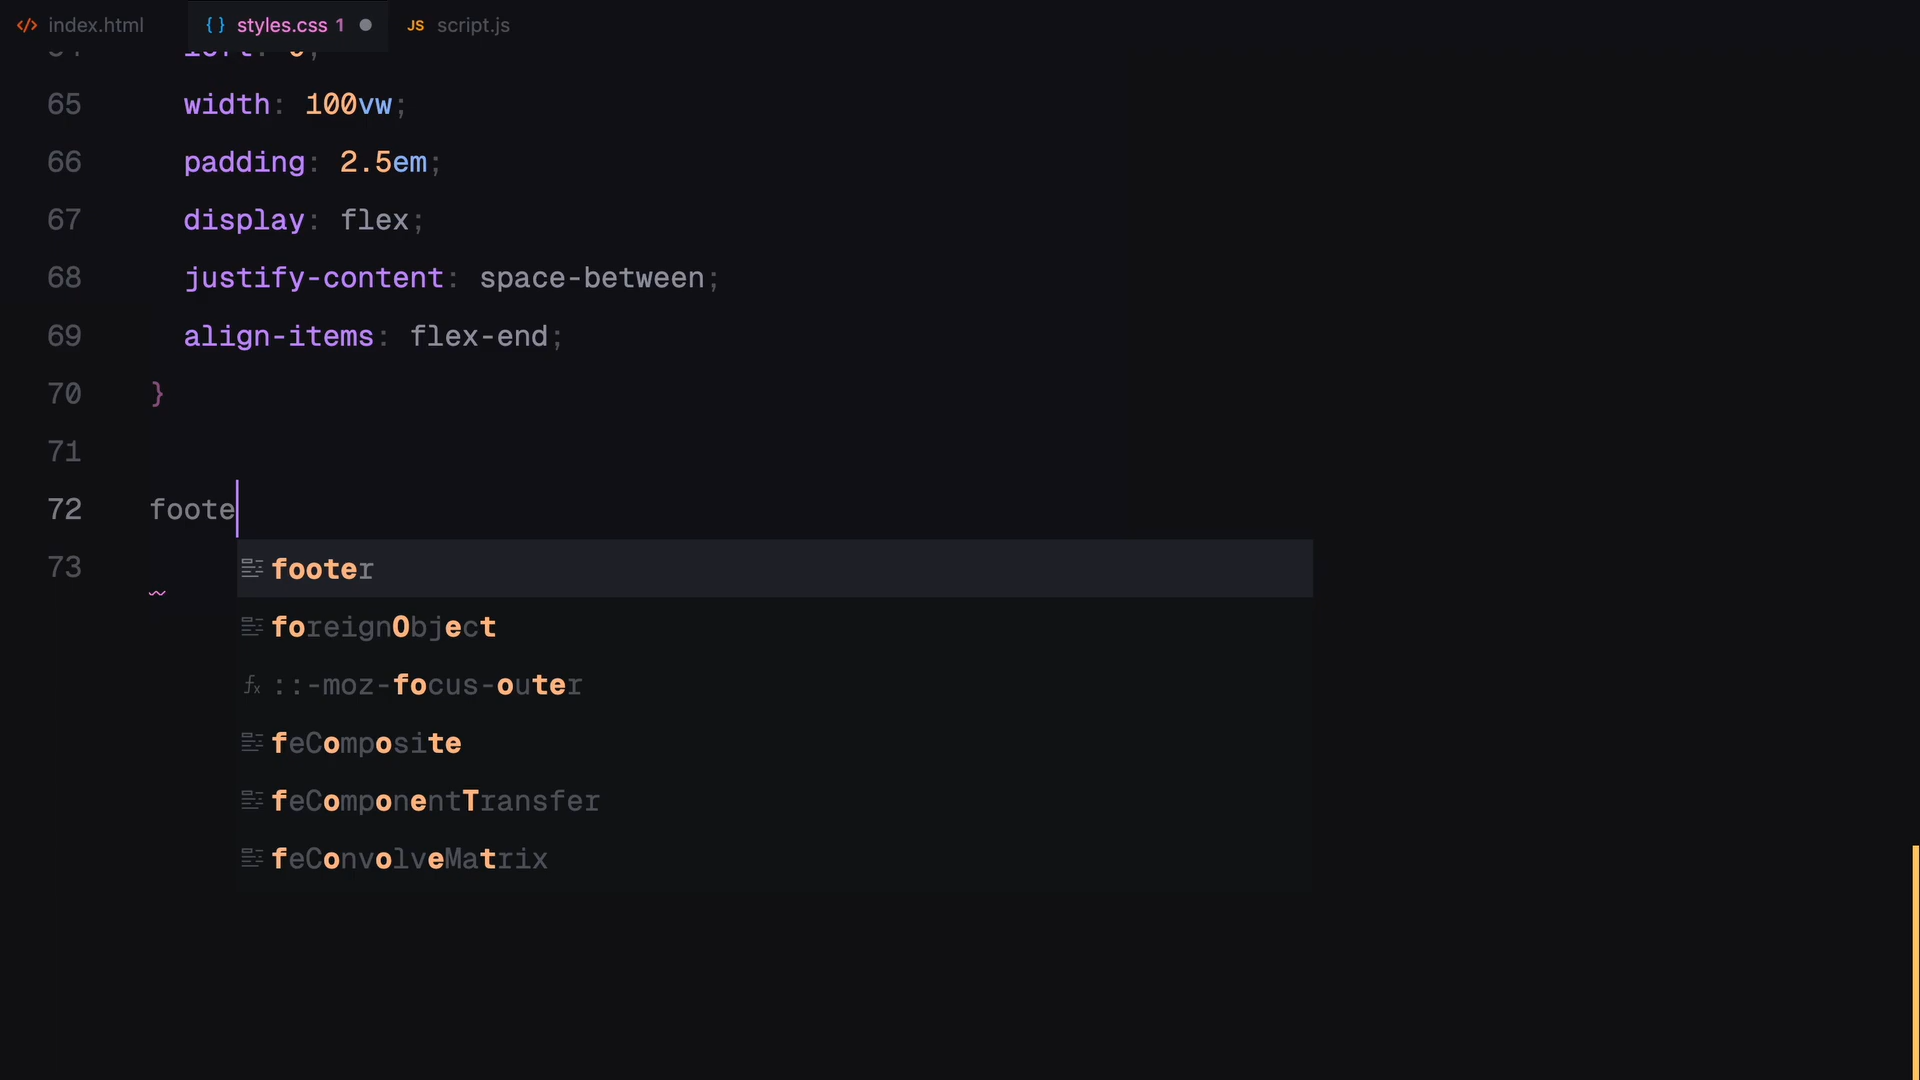 index.html
styles.css 1
JS script.js
65 width: 100vw;
66 padding: 2.5em;
67 display: flex;
68 justify-content: space-between;
69 align-items: flex-end;
70 }
71
72 foote
73
footer
foreignObject
::-moz-focus-outer
feComposite
feComponentTransfer
feConvolveMatrix